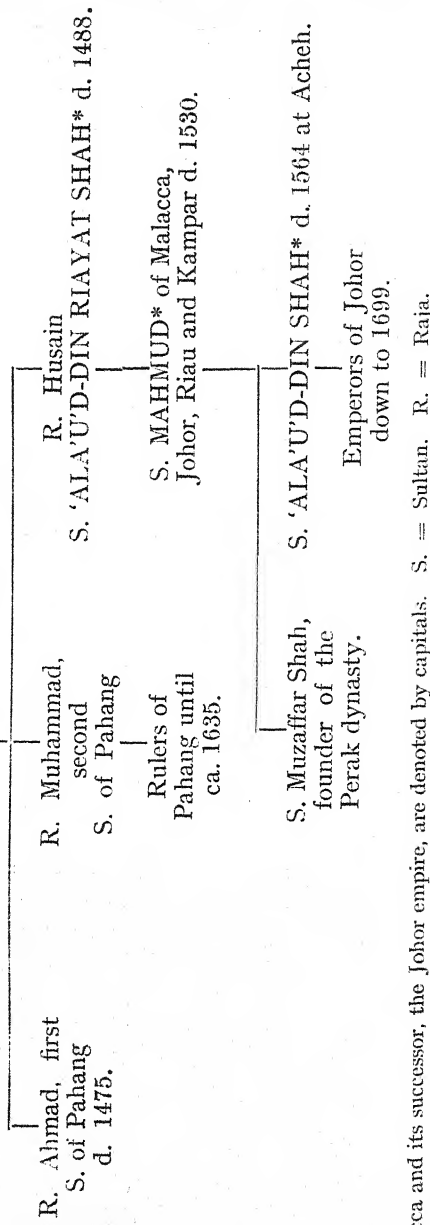 R. Ahmad, first
S. of Pahang
d. 1475.
R. Muhammad,
second
S. of Pahang
Rulers of
Pahang until
ca. 1635.
R. Husain
S. ‘ALA'U'D-DIN RIAYAT SHAH* d. 1488.
S. MAHMUD* of Malacca,
Johor, Riau and Kampar d. 1530.
S. Muzaffar Shah,
founder of the
Perak dynasty.
S. ‘ALA'U'D-DIN SHAH* d. 1564 at Acheh.
Emperors of Johor
down to 1699.
cca and its successor, the Johor empire, are denoted by capitals. S. = Sultan. R. = Raja.